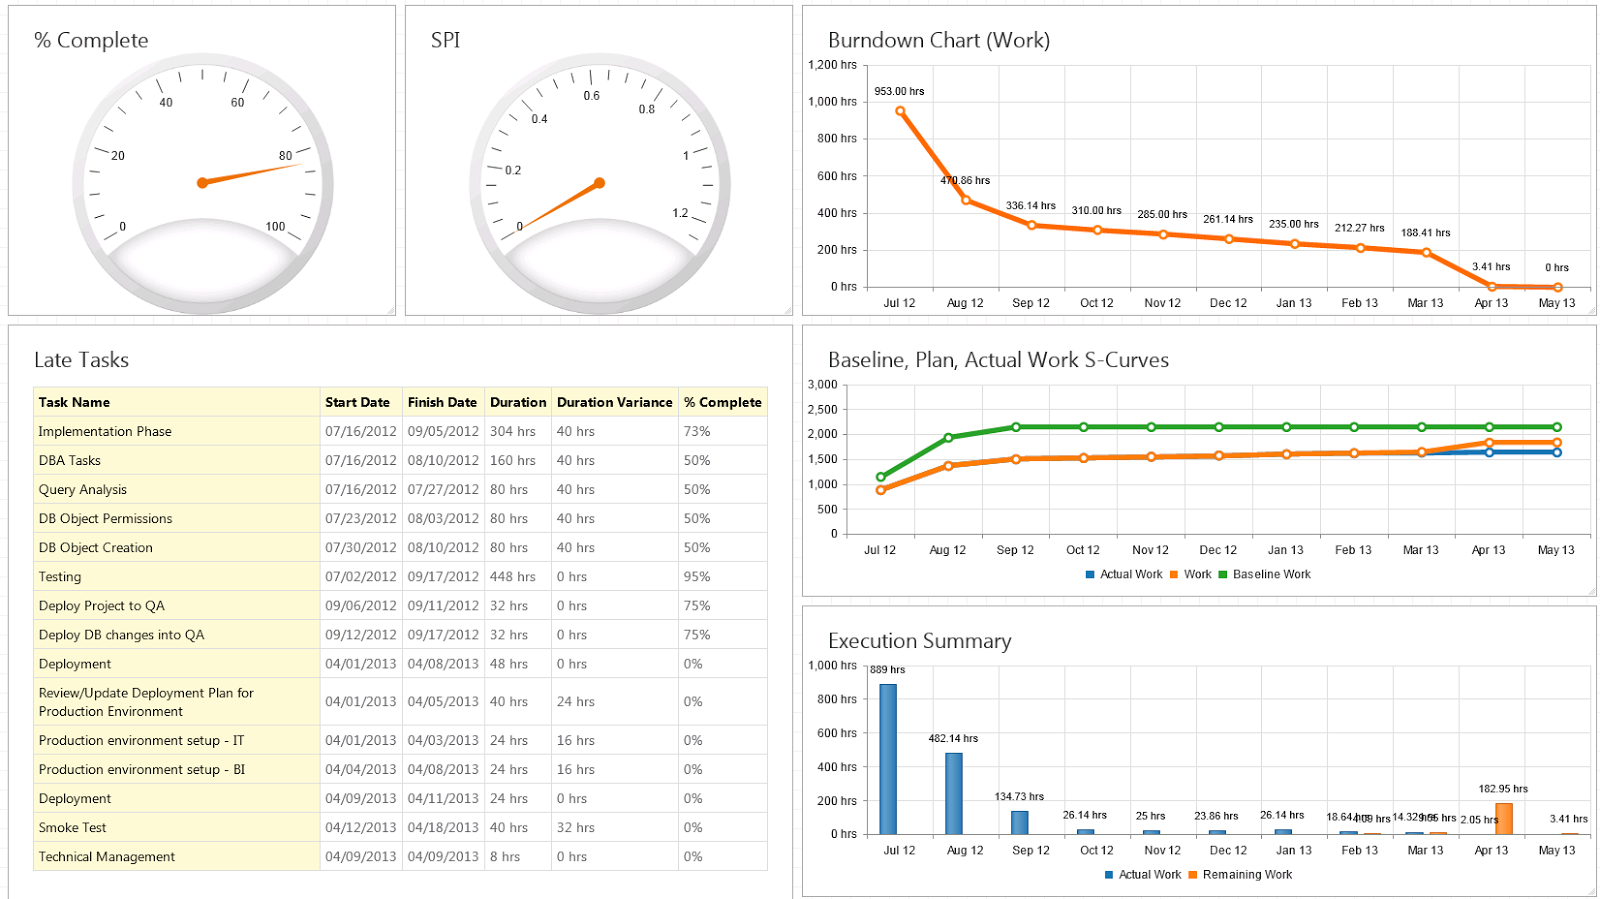 % Complete
0
20
40
60
80
100
SPI
0
0.2
0.4
0.6
0.8
1
1.2
Burndown Chart (Work)
1,200 hrs
1,000 hrs
800 hrs
600 hrs
400 hrs
200 hrs
0 hrs
953.00 hrs
470.86 hrs
336.14 hrs
310.00 hrs
285.00 hrs
261.14 hrs
235.00 hrs
212.27 hrs
188.41 hrs
3.41 hrs
0 hrs
Jul 12 Aug 12 Sep 12 Oct 12 Nov 12 Dec 12 Jan 13 Feb 13 Mar 13 Apr 13 May 13
Late Tasks
Task Name Start Date Finish Date Duration Duration Variance % Complete
Implementation Phase 07/16/2012 09/05/2012 304 hrs 40 hrs 73%
DBA Tasks 07/16/2012 08/10/2012 160 hrs 40 hrs 50%
Query Analysis 07/16/2012 07/27/2012 80 hrs 40 hrs 50%
DB Object Permissions 07/23/2012 08/03/2012 80 hrs 40 hrs 50%
DB Object Creation 07/30/2012 08/10/2012 80 hrs 40 hrs 50%
Testing 07/02/2012 09/17/2012 448 hrs 0 hrs 95%
Deploy Project to QA 09/06/2012 09/11/2012 32 hrs 0 hrs 75%
Deploy DB changes into QA 09/12/2012 09/17/2012 32 hrs 0 hrs 75%
Deployment 04/01/2013 04/08/2013 48 hrs 0 hrs 0%
Review/Update Deployment Plan for
Production Environment 04/01/2013 04/05/2013 40 hrs 24 hrs 0%
Production environment setup - IT 04/01/2013 04/03/2013 24 hrs 16 hrs 0%
Production environment setup - BI 04/04/2013 04/08/2013 24 hrs 16 hrs 0%
Deployment 04/09/2013 04/11/2013 24 hrs 0 hrs 0%
Smoke Test 04/12/2013 04/18/2013 40 hrs 32 hrs 0%
Technical Management 04/09/2013 04/09/2013 8 hrs 0 hrs 0%
Baseline, Plan, Actual Work S-Curves
3,000
2,500
2,000
1,500
1,000
500
0
Jul 12 Aug 12 Sep 12 Oct 12 Nov 12 Dec 12 Jan 13 Feb 13 Mar 13 Apr 13 May 13
Actual Work Work Baseline Work
Execution Summary
1,000 hrs
800 hrs
600 hrs
400 hrs
200 hrs
0 hrs
889 hrs
482.14 hrs
134.73 hrs
26.14 hrs
25 hrs
23.86 hrs
26.14 hrs
2.05 hrs
182.95 hrs
3.41 hrs
Jul 12 Aug 12 Sep 12 Oct 12 Nov 12 Dec 12 Jan 13 Feb 13 Mar 13 Apr 13 May 13
Actual Work Remaining Work